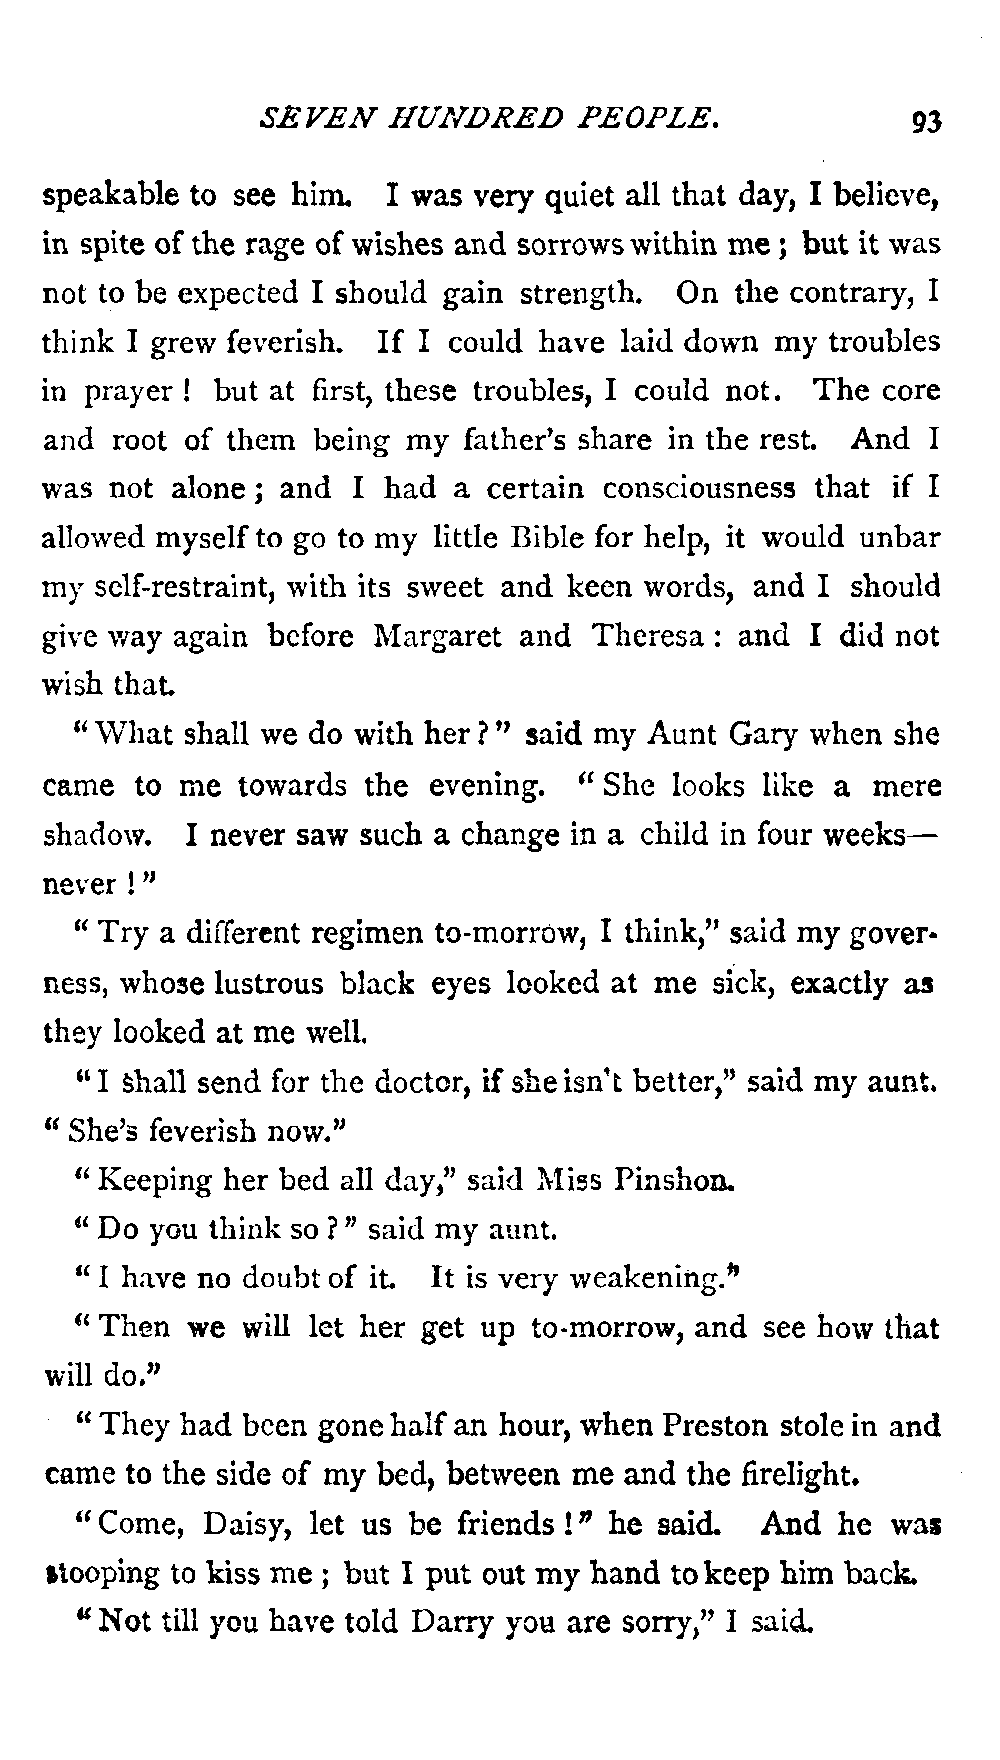 SEVEN HUNDRED PEOPLE. 93
speakable to see him. I was very quiet all that day, I believe,
in spite of the rage of wishes and sorrows within me; but it was
not to be expected I should gain strength. On the contrary, I
think I grew feverish. If I could have laid down my troubles
in prayer! but at first, these troubles, I could not. The core
and root of them being my father's share in the rest. And I
was not alone; and I had a certain consciousness that if I
allowed myself to go to my little Bible for help, it would unbar
my self-restraint, with its sweet and keen words, and I should
give way again before Margaret and Theresa: and I did not
wish that.
"What shall we do with her?" said my Aunt Gary when she
came to me towards the evening. "She looks like a mere
shadow. I never saw such a change in a child in four weeks—
never!"
"Try a different regimen to-morrow, I think," said my gover-
ness, whose lustrous black eyes looked at me sick, exactly as
they looked at me well.
"I shall send for the doctor, if she isn't better," said my aunt.
"She's feverish now."
"Keeping her bed all day," said Miss Pinshon.
"Do you think so?" said my aunt.
"I have no doubt of it. It is very weakening."
"Then we will let her get up to-morrow, and see how that
will do."
"They had been gone half an hour, when Preston stole in and
came to the side of my bed, between me and the firelight.
"Come, Daisy, let us be friends!" he said. And he was
stooping to kiss me; but I put out my hand to keep him back.
"Not till you have told Darry you are sorry," I said.